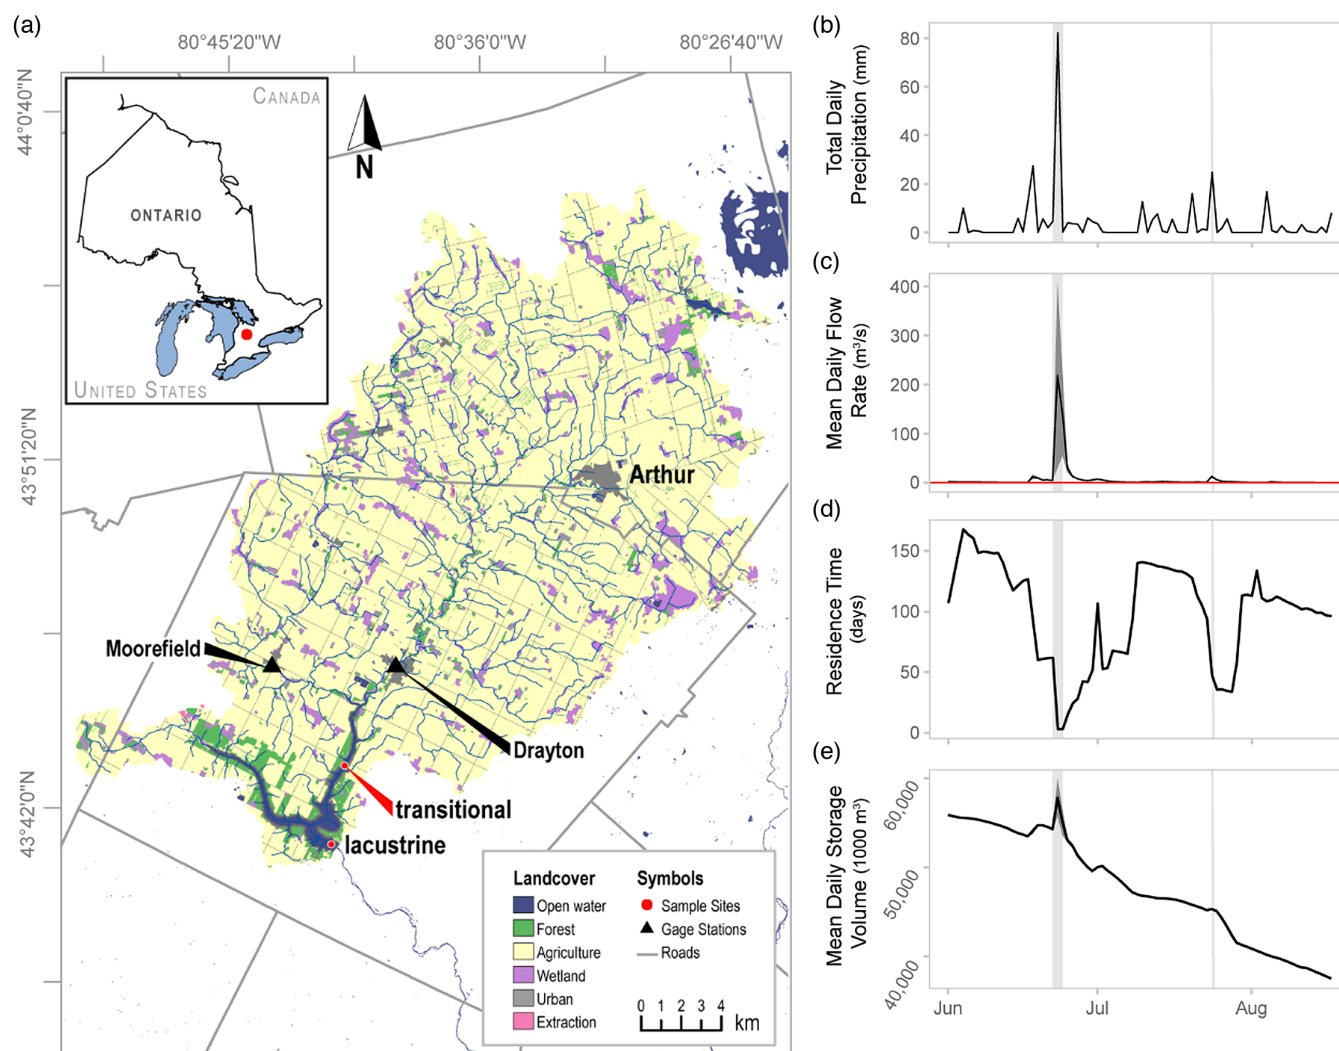 (a)
80°45'20"W 80°36'0"W 80°26'40"W
44°0'40"N
43°51'20"N
43°42'0"N
CANADA
ONTARIO
UNITED STATES
N
Arthur
Moorefield
Drayton
transitional
lacustrine
Landcover
Open water
Forest
Agriculture
Wetland
Urban
Extraction
Symbols
Sample Sites
Gage Stations
Roads
0 1 2 3 4
km
(b)
Total Daily
Precipitation (mm)
80
60
40
20
0
(c)
Mean Daily Flow
Rate (m³/s)
400
300
200
100
0
(d)
Residence Time
(days)
150
100
50
0
(e)
Mean Daily Storage
Volume (1000 m³)
60,000
50,000
40,000
Jun Jul Aug